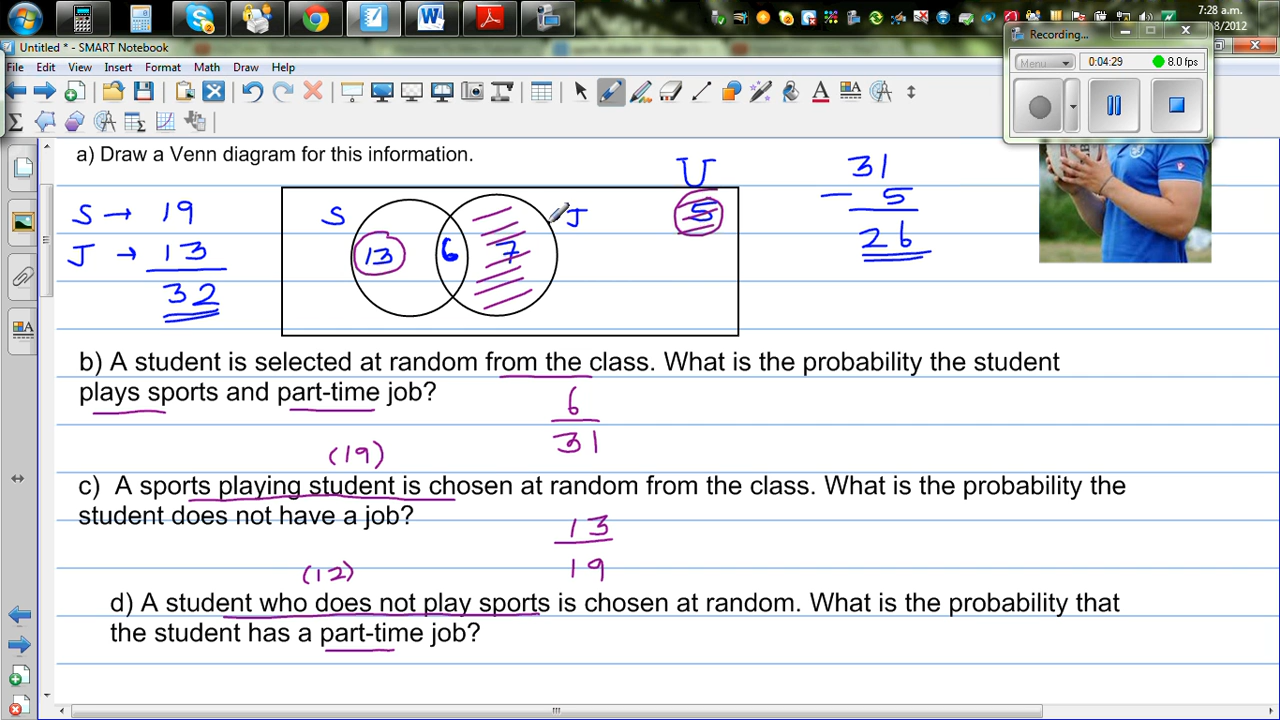 7:28 am
8/2012
Untitled * - SMART Notebook
Recording...
File Edit View Insert Format Math Draw Help
Menu
0:04:29
8.0 fps
a) Draw a Venn diagram for this information.
U
31
S → 19
S
J
5
- 5
J → 13
13
6
7
26
32
b) A student is selected at random from the class. What is the probability the student
plays sports and part-time job?
6
31
(19)
c) A sports playing student is chosen at random from the class. What is the probability the
student does not have a job?
13
19
(12)
d) A student who does not play sports is chosen at random. What is the probability that
the student has a part-time job?